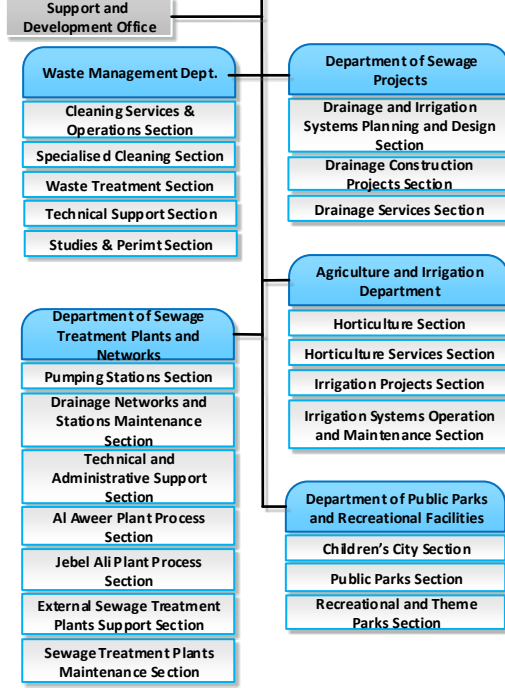 Support and
Development Office
Waste Management Dept.
Cleaning Services &
Operations Section
Specialised Cleaning Section
Waste Treatment Section
Technical Support Section
Studies & Perimt Section
Department of Sewage
Treatment Plants and
Networks
Pumping Stations Section
Drainage Networks and
Stations Maintenance
Section
Technical and
Administrative Support
Section
Al Aweer Plant Process
Section
Jebel Ali Plant Process
Section
External Sewage Treatment
Plants Support Section
Sewage Treatment Plants
Maintenance Section
Department of Sewage
Projects
Drainage and Irrigation
Systems Planning and Design
Section
Drainage Construction
Projects Section
Drainage Services Section
Agriculture and Irrigation
Department
Horticulture Section
Horticulture Services Section
Irrigation Projects Section
Irrigation Systems Operation
and Maintenance Section
Department of Public Parks
and Recreational Facilities
Children's City Section
Public Parks Section
Recreational and Theme
Parks Section